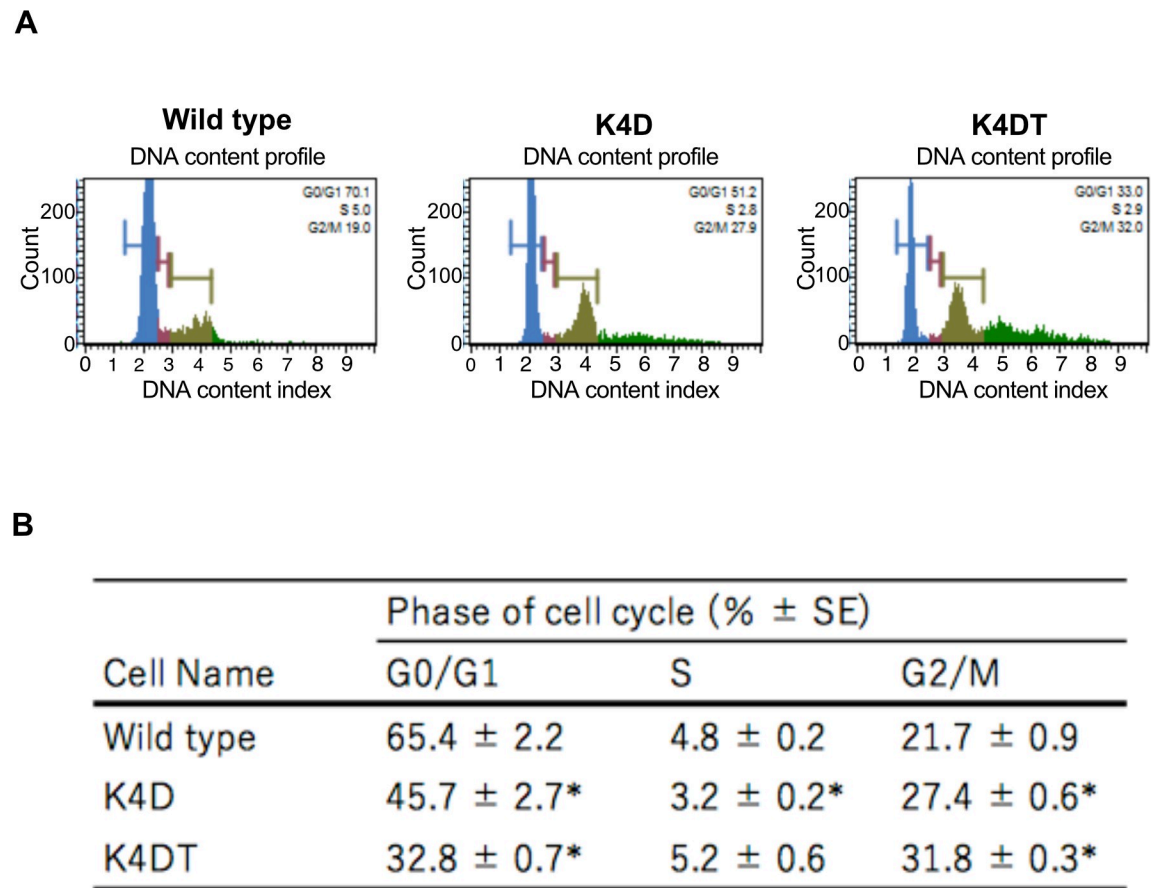 A
Wild type
DNA content profile
G0/G1 70.1
S 5.0
G2/M 19.0
Count
200
100
0
0 1 2 3 4 5 6 7 8 9
DNA content index
K4D
DNA content profile
G0/G1 51.2
S 2.8
G2/M 27.9
Count
200
100
0
0 1 2 3 4 5 6 7 8 9
DNA content index
K4DT
DNA content profile
G0/G1 33.0
S 2.9
G2/M 32.0
Count
200
100
0
0 1 2 3 4 5 6 7 8 9
DNA content index
B
Phase of cell cycle (% ± SE)
Cell Name G0/G1 S G2/M
Wild type 65.4 ± 2.2 4.8 ± 0.2 21.7 ± 0.9
K4D 45.7 ± 2.7* 3.2 ± 0.2* 27.4 ± 0.6*
K4DT 32.8 ± 0.7* 5.2 ± 0.6 31.8 ± 0.3*